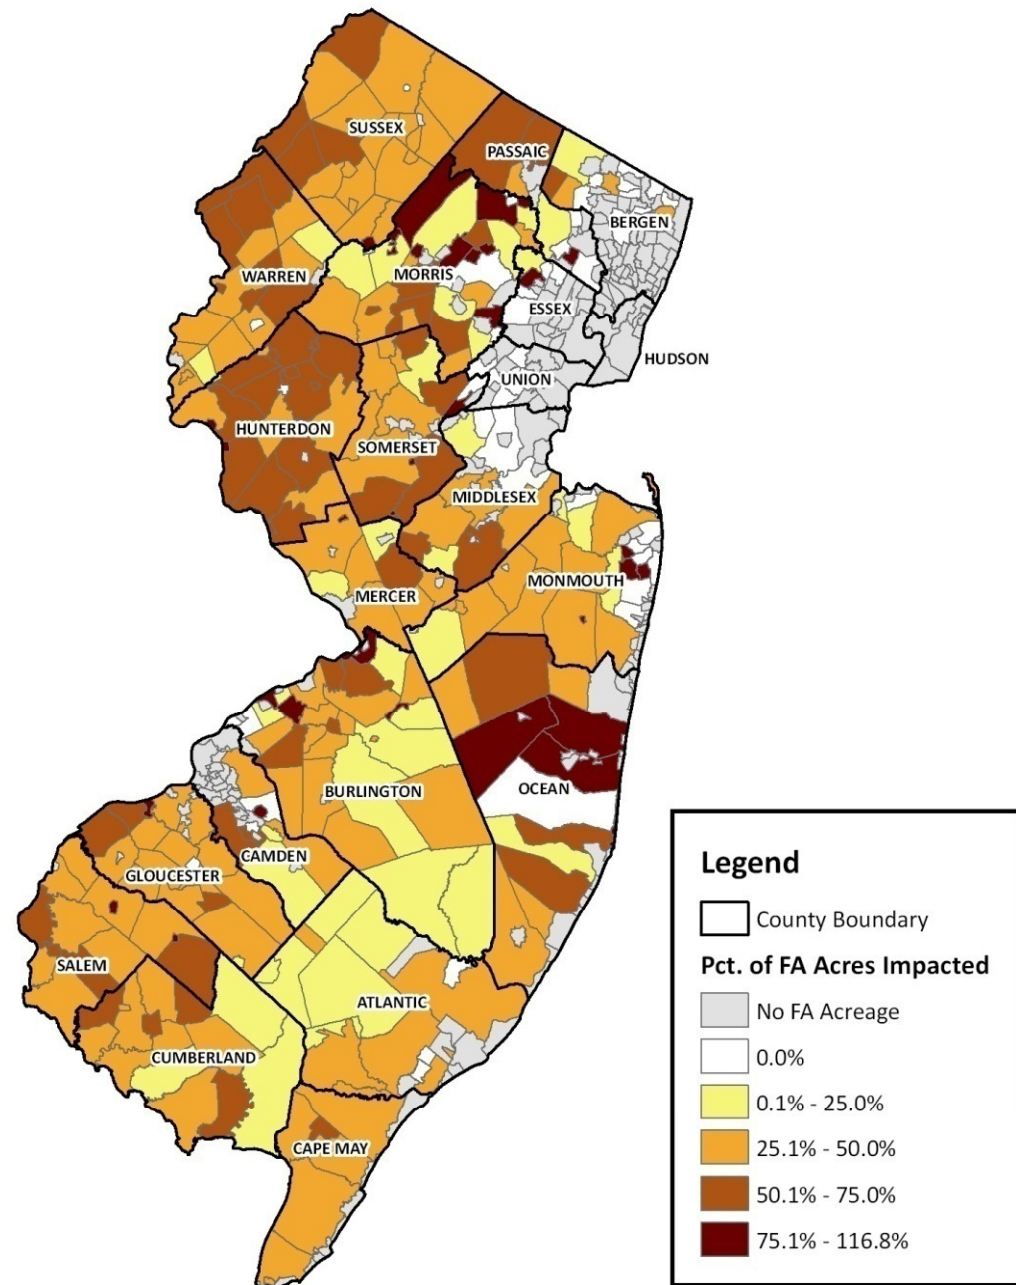 SUSSEX
PASSAIC
BERGEN
WARREN
MORRIS
ESSEX
HUDSON
UNION
HUNTERDON
SOMERSET
MIDDLESEX
MONMOUTH
MERCER
OCEAN
BURLINGTON
CAMDEN
GLOUCESTER
SALEM
ATLANTIC
CUMBERLAND
CAPE MAY
Legend
County Boundary
Pct. of FA Acres Impacted
No FA Acreage
0.0%
0.1% - 25.0%
25.1% - 50.0%
50.1% - 75.0%
75.1% - 116.8%